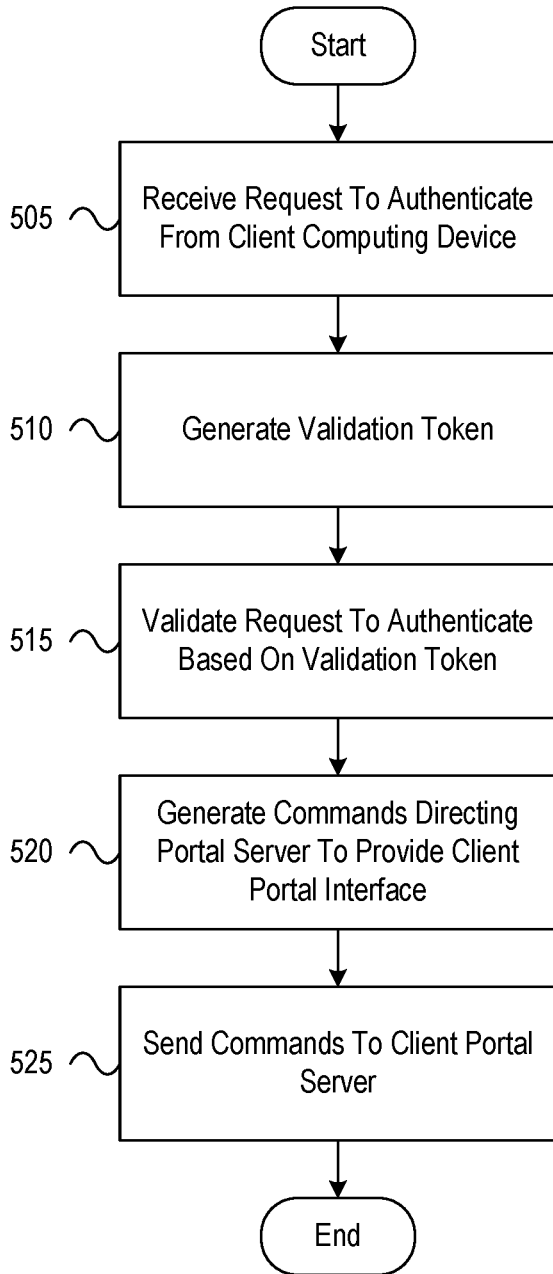 Start
505
Receive Request To Authenticate
From Client Computing Device
510
Generate Validation Token
515
Validate Request To Authenticate
Based On Validation Token
520
Generate Commands Directing
Portal Server To Provide Client
Portal Interface
525
Send Commands To Client Portal
Server
End